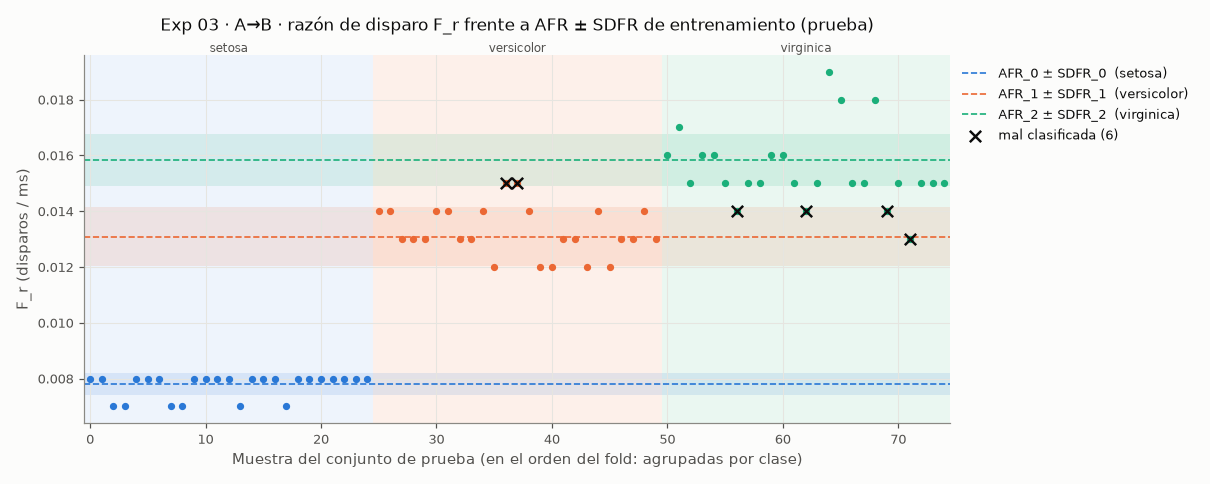 Exp 03 · A→B · razón de disparo F_r frente a AFR ± SDFR de entrenamiento (prueba)
setosa
versicolor
virginica
AFR_0 ± SDFR_0 (setosa)
AFR_1 ± SDFR_1 (versicolor)
AFR_2 ± SDFR_2 (virginica)
mal clasificada (6)
F_r (disparos / ms)
0.018
0.016
0.014
0.012
0.010
0.008
0
10
20
30
40
50
60
70
Muestra del conjunto de prueba (en el orden del fold: agrupadas por clase)